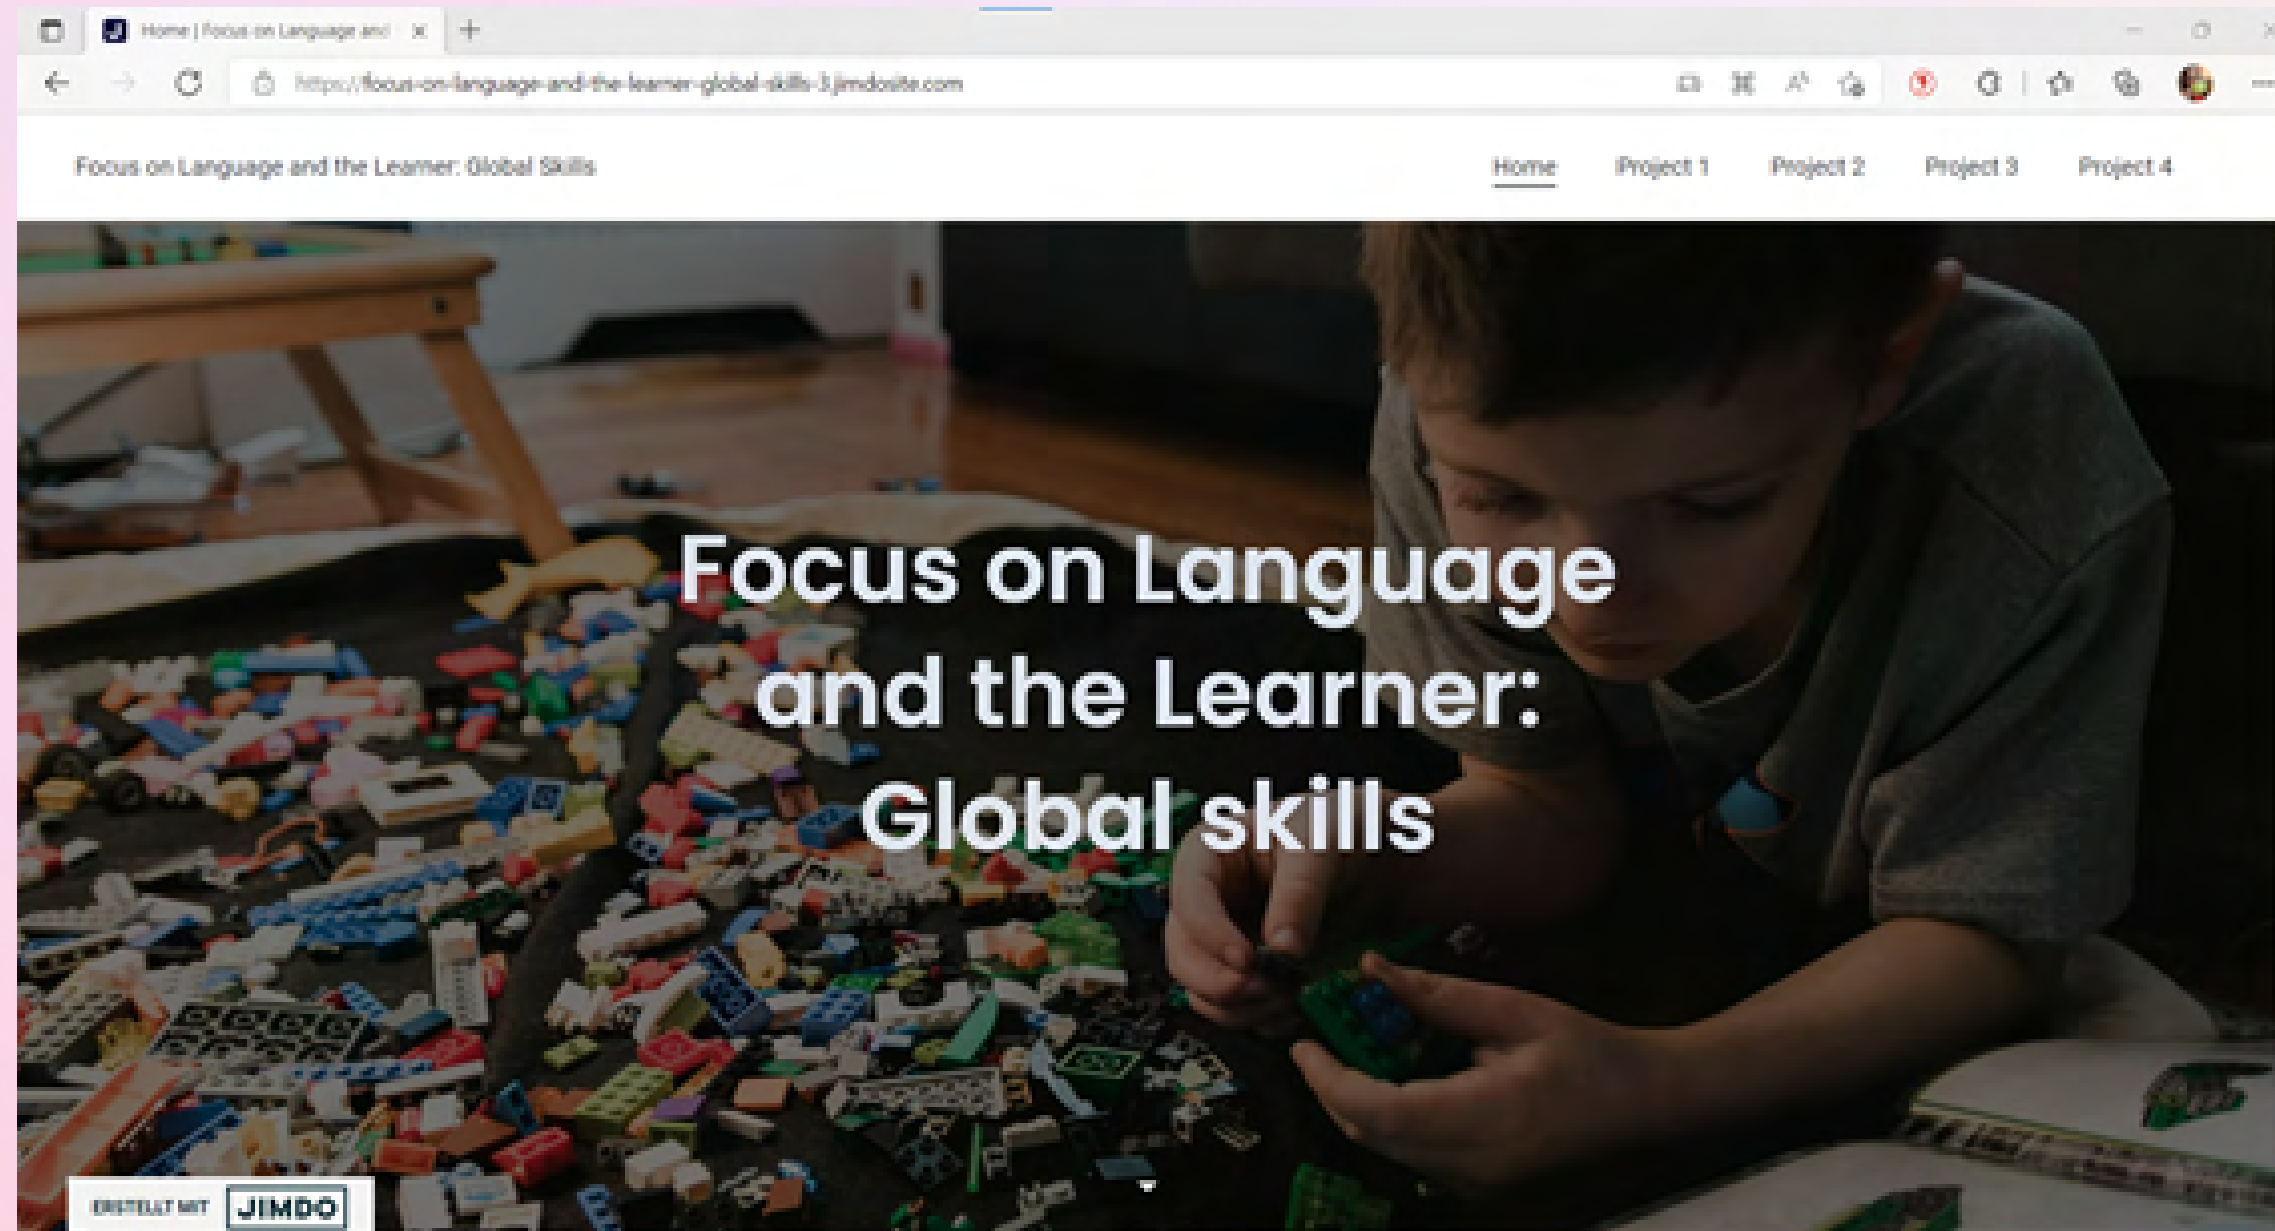 Home | Focus on Language and
https://focus-on-language-and-the-learner-global-skills-3.jimdosite.com
Focus on Language and the Learner: Global Skills
Home Project 1 Project 2 Project 3 Project 4
Focus on Language
and the Learner:
Global skills
ERSTELLT MIT JIMDO